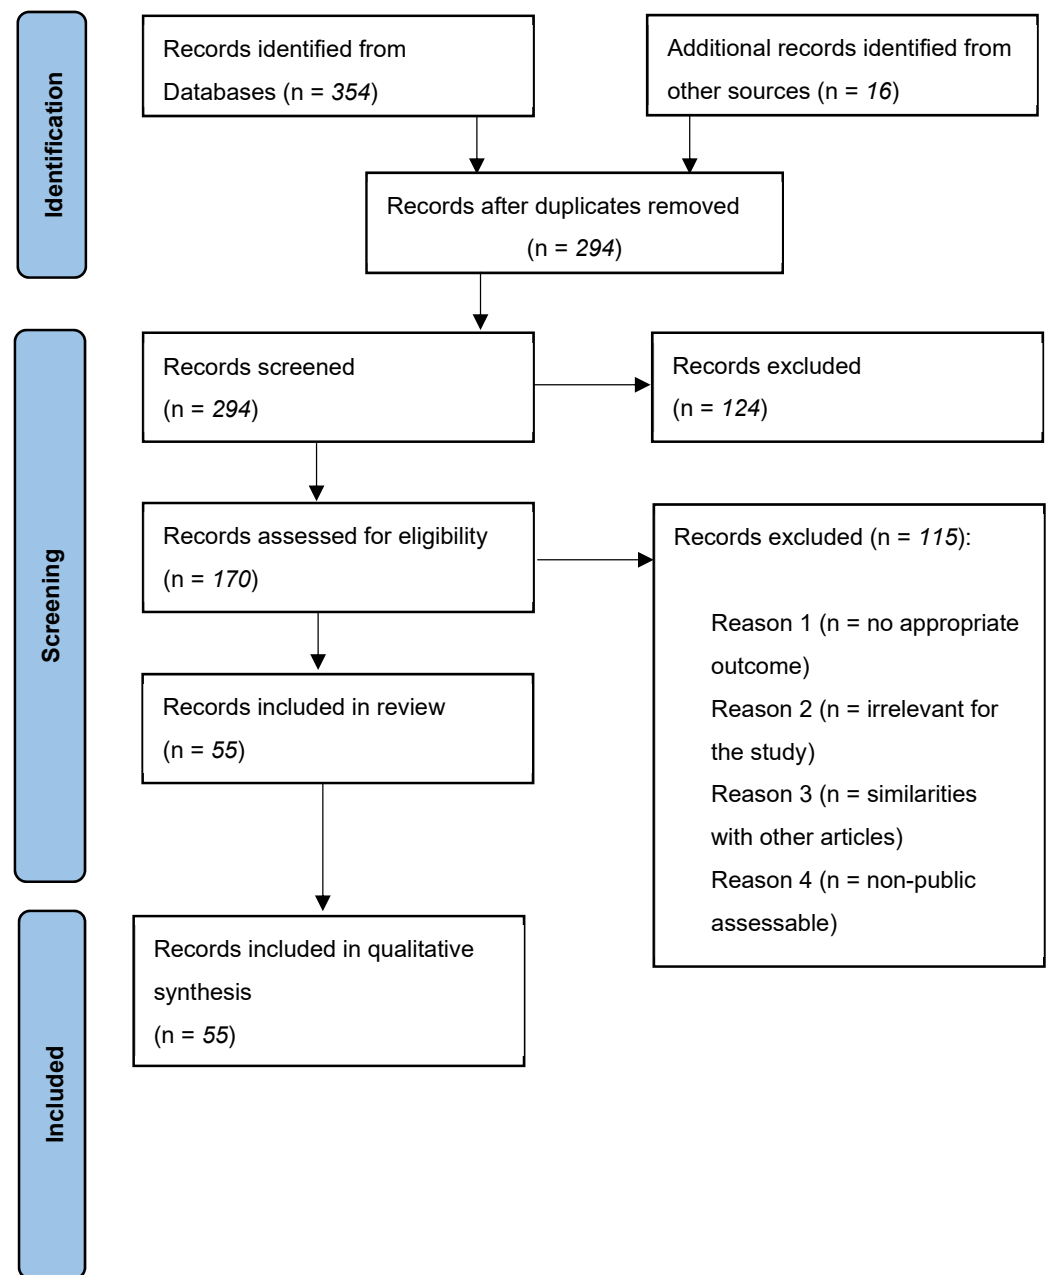 Identification
Records identified from
Databases (n = 354)
Additional records identified from
other sources (n = 16)
Records after duplicates removed
(n = 294)
Screening
Records screened
(n = 294)
Records excluded
(n = 124)
Records assessed for eligibility
(n = 170)
Records excluded (n = 115):
Reason 1 (n = no appropriate
outcome)
Reason 2 (n = irrelevant for
the study)
Reason 3 (n = similarities
with other articles)
Reason 4 (n = non-public
assessable)
Records included in review
(n = 55)
Included
Records included in qualitative
synthesis
(n = 55)